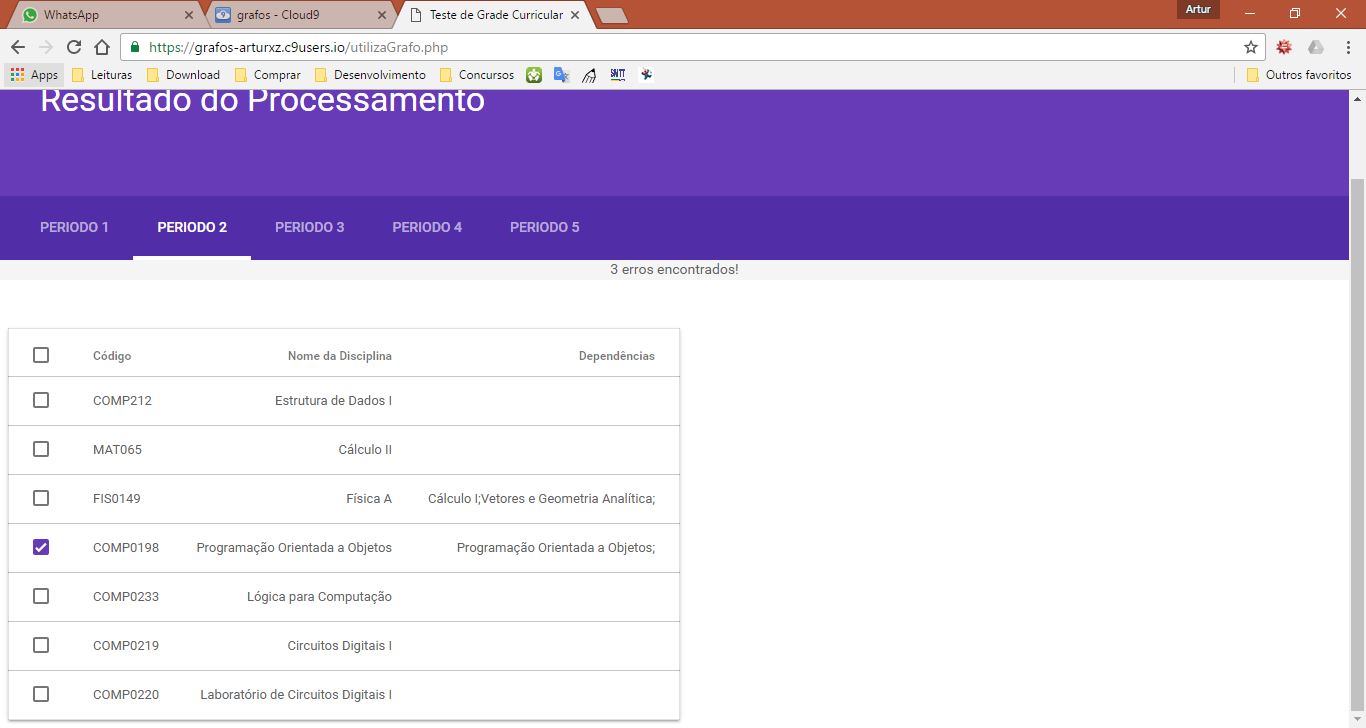 Artur
WhatsApp
grafos - Cloud9
Teste de Grade Curricular
https://grafos-arturxz.c9users.io/utilizaGrafo.php
Apps Leituras Download Comprar Desenvolvimento Concursos SNTT Outros favoritos
Resultado do Processamento
PERIODO 1 PERIODO 2 PERIODO 3 PERIODO 4 PERIODO 5
3 erros encontrados!
Código Nome da Disciplina Dependências
COMP212 Estrutura de Dados I
MAT065 Cálculo II
FIS0149 Física A Cálculo I;Vetores e Geometria Analítica;
COMP0198 Programação Orientada a Objetos Programação Orientada a Objetos;
COMP0233 Lógica para Computação
COMP0219 Circuitos Digitais I
COMP0220 Laboratório de Circuitos Digitais I